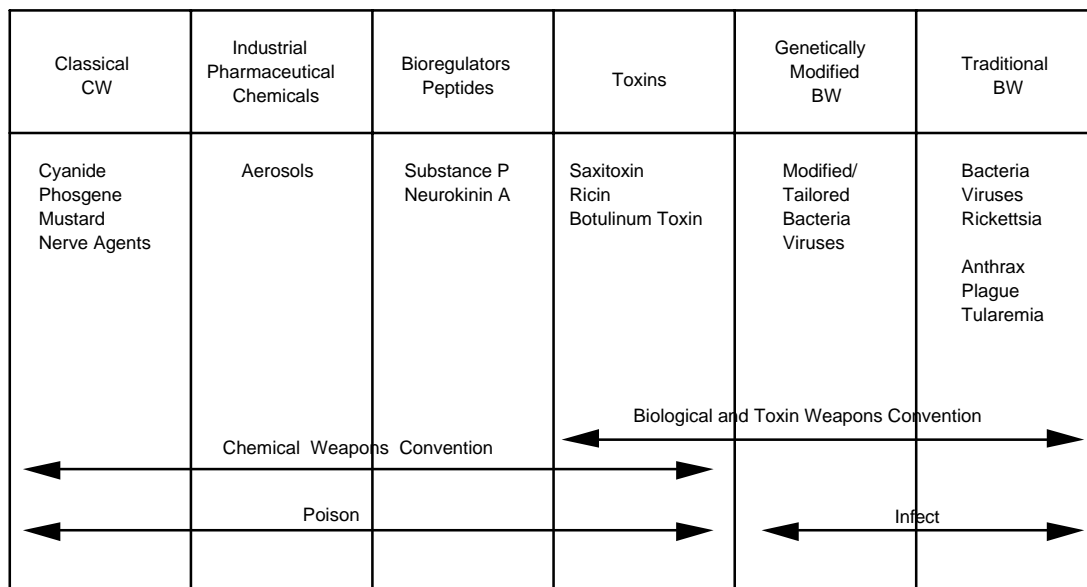 Classical
CW
Industrial
Pharmaceutical
Chemicals
Bioregulators
Peptides
Toxins
Genetically
Modified
BW
Traditional
BW
Cyanide
Phosgene
Mustard
Nerve Agents
Aerosols
Substance P
Neurokinin A
Saxitoxin
Ricin
Botulinum Toxin
Modified/
Tailored
Bacteria
Viruses
Bacteria
Viruses
Rickettsia
Anthrax
Plague
Tularemia
Biological and Toxin Weapons Convention
Chemical Weapons Convention
Poison
Infect